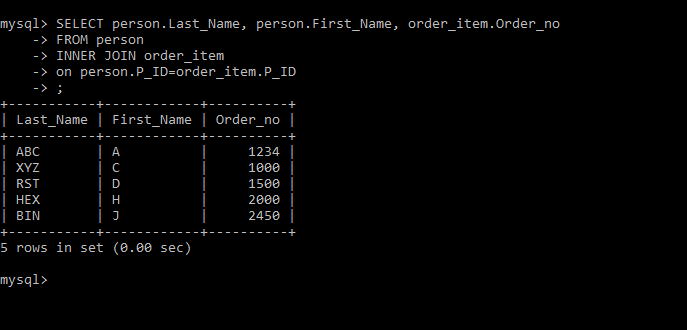 mysql> SELECT person.Last_Name, person.First_Name, order_item.Order_no
    -> FROM person
    -> INNER JOIN order_item
    -> on person.P_ID=order_item.P_ID
    -> ;
+-----------+------------+----------+
| Last_Name | First_Name | Order_no |
+-----------+------------+----------+
| ABC       | A          |     1234 |
| XYZ       | C          |     1000 |
| RST       | D          |     1500 |
| HEX       | H          |     2000 |
| BIN       | J          |     2450 |
+-----------+------------+----------+
5 rows in set (0.00 sec)

mysql>